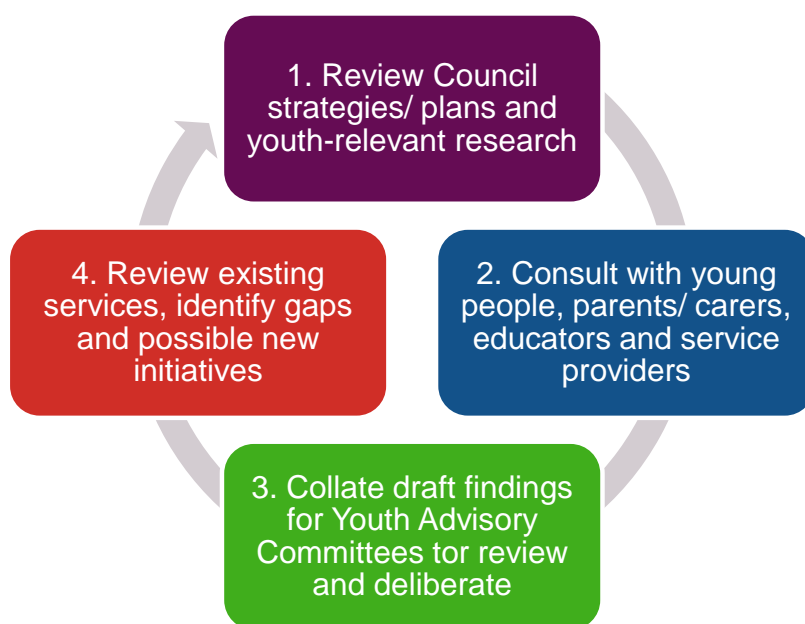 1. Review Council
strategies/ plans and
youth-relevant research
2. Consult with young
people, parents/ carers,
educators and service
providers
3. Collate draft findings
for Youth Advisory
Committees tor review
and deliberate
4. Review existing
services, identify gaps
and possible new
initiatives